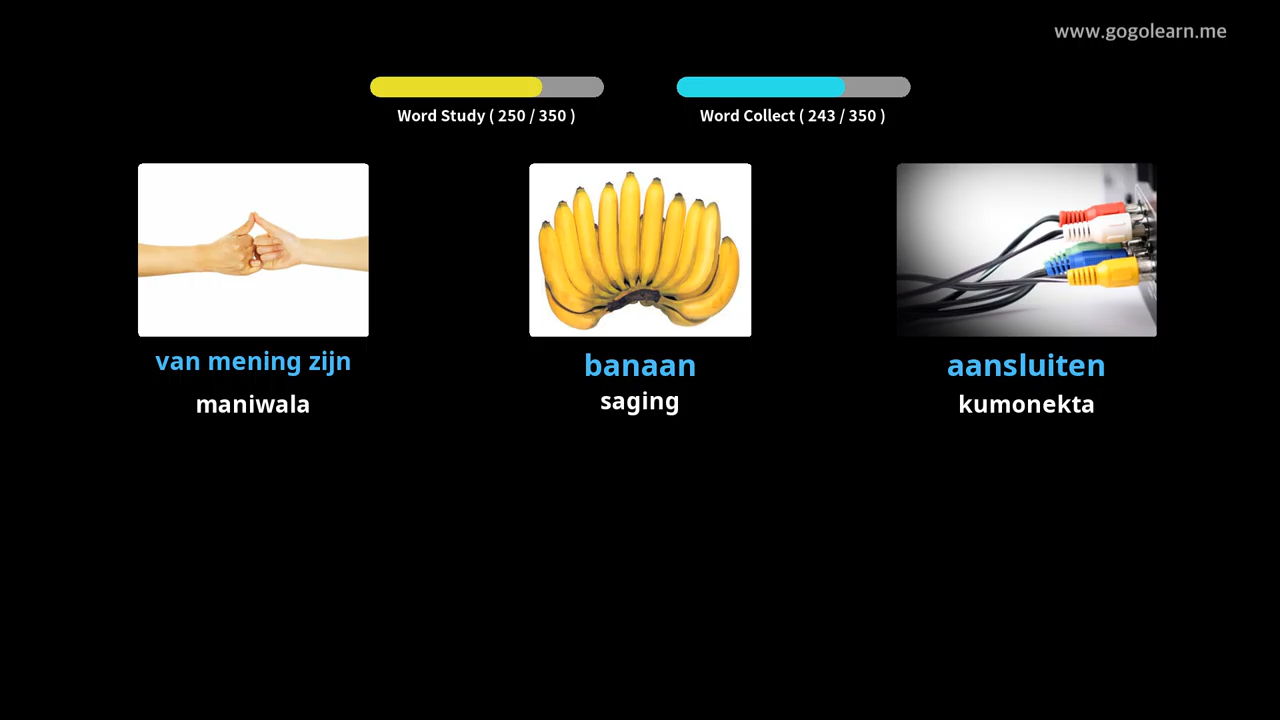 www.gogolearn.me
Word Study ( 250 / 350 )
Word Collect ( 243 / 350 )
van mening zijn
maniwala
banaan
saging
aansluiten
kumonekta